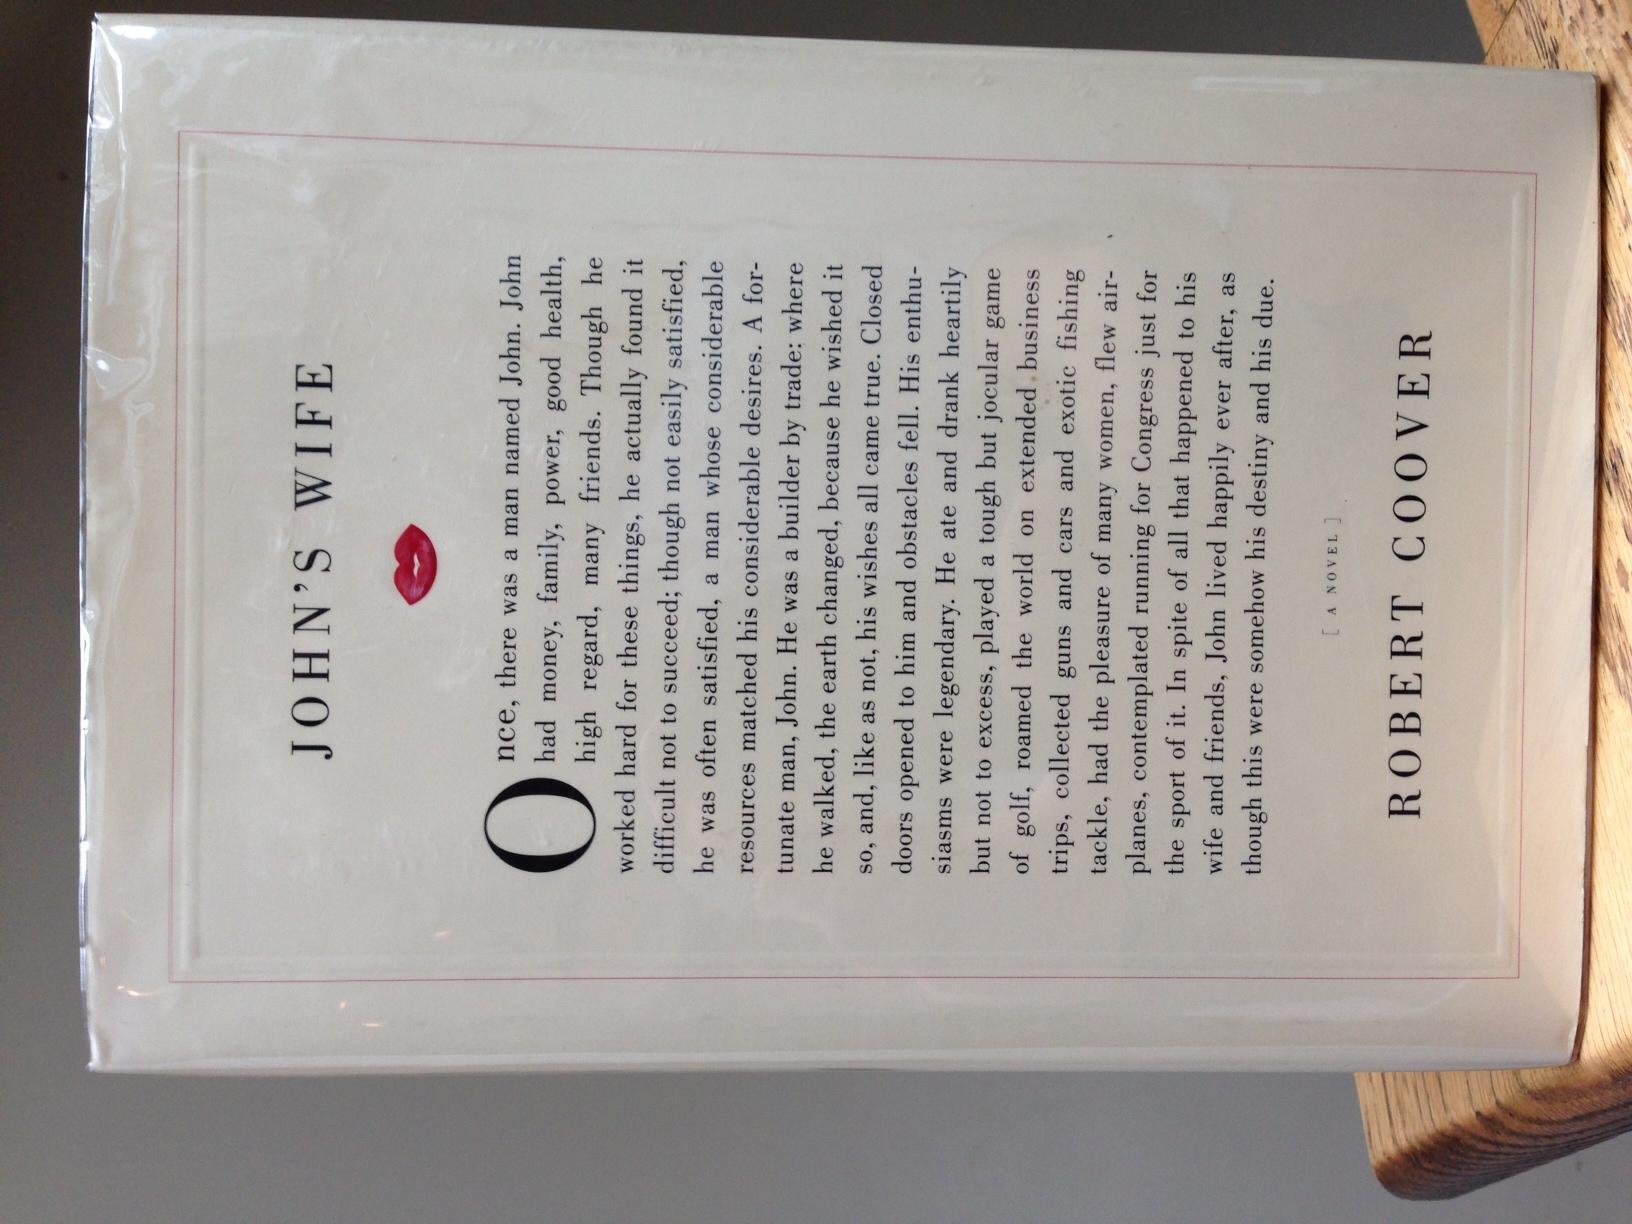 JOHN'S WIFE
Once, there was a man named John. John
had money, family, power, good health,
high regard, many friends. Though he
worked hard for these things, he actually found it
difficult not to succeed; though not easily satisfied,
he was often satisfied, a man whose considerable
resources matched his considerable desires. A for-
tunate man, John. He was a builder by trade: where
he walked, the earth changed, because he wished it
so, and, like as not, his wishes all came true. Closed
doors opened to him and obstacles fell. His enthu-
siasms were legendary. He ate and drank heartily
but not to excess, played a tough but jocular game
of golf, roamed the world on extended business
trips, collected guns and cars and exotic fishing
tackle, had the pleasure of many women, flew air-
planes, contemplated running for Congress just for
the sport of it. In spite of all that happened to his
wife and friends, John lived happily ever after, as
though this were somehow his destiny and his due.
[ A NOVEL ]
ROBERT COOVER